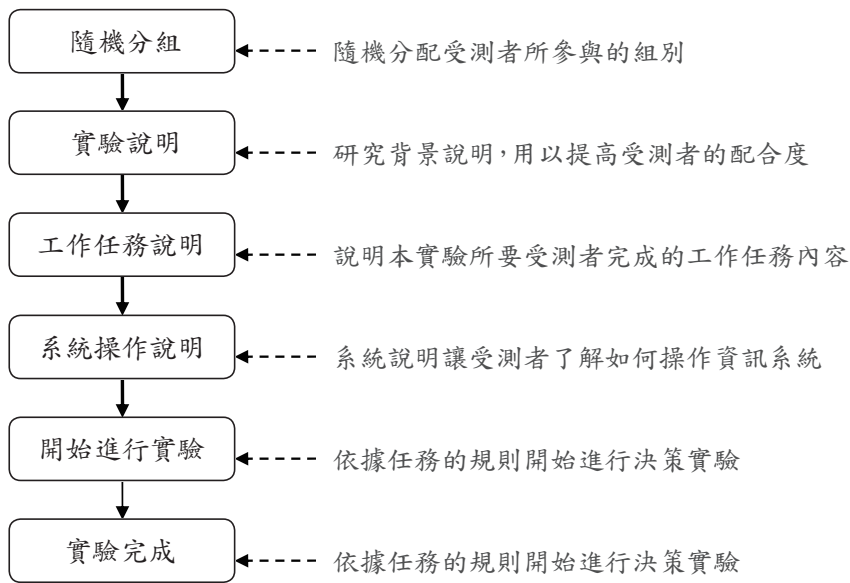 隨機分組
隨機分配受測者所參與的組別
實驗說明
研究背景說明，用以提高受測者的配合度
工作任務說明
說明本實驗所要受測者完成的工作任務內容
系統操作說明
系統說明讓受測者了解如何操作資訊系統
開始進行實驗
依據任務的規則開始進行決策實驗
實驗完成
依據任務的規則開始進行決策實驗